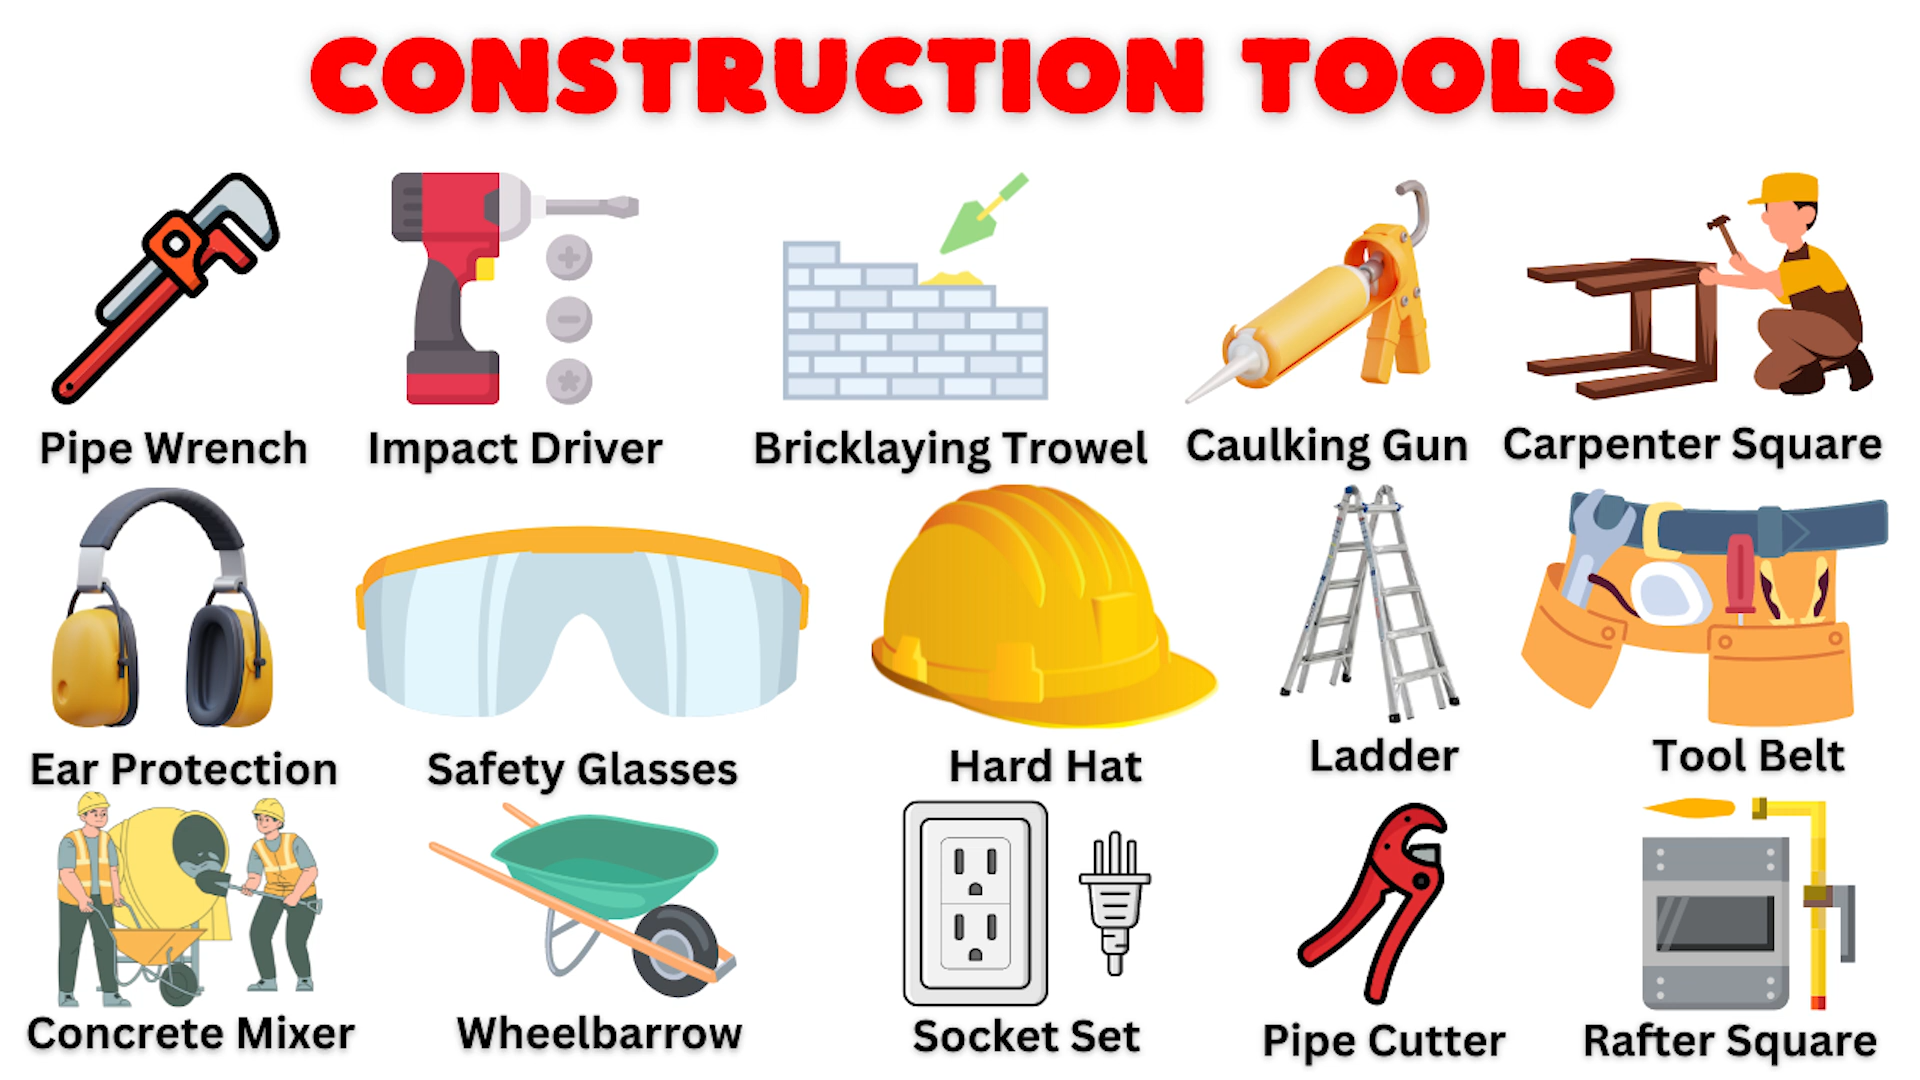 CONSTRUCTION TOOLS
Pipe Wrench
Impact Driver
Bricklaying Trowel
Caulking Gun
Carpenter Square
Ear Protection
Safety Glasses
Hard Hat
Ladder
Tool Belt
Concrete Mixer
Wheelbarrow
Socket Set
Pipe Cutter
Rafter Square